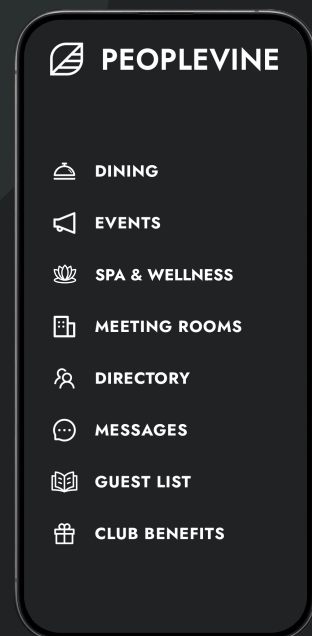 PEOPLEVINE
DINING
EVENTS
SPA & WELLNESS
MEETING ROOMS
DIRECTORY
MESSAGES
GUEST LIST
CLUB BENEFITS